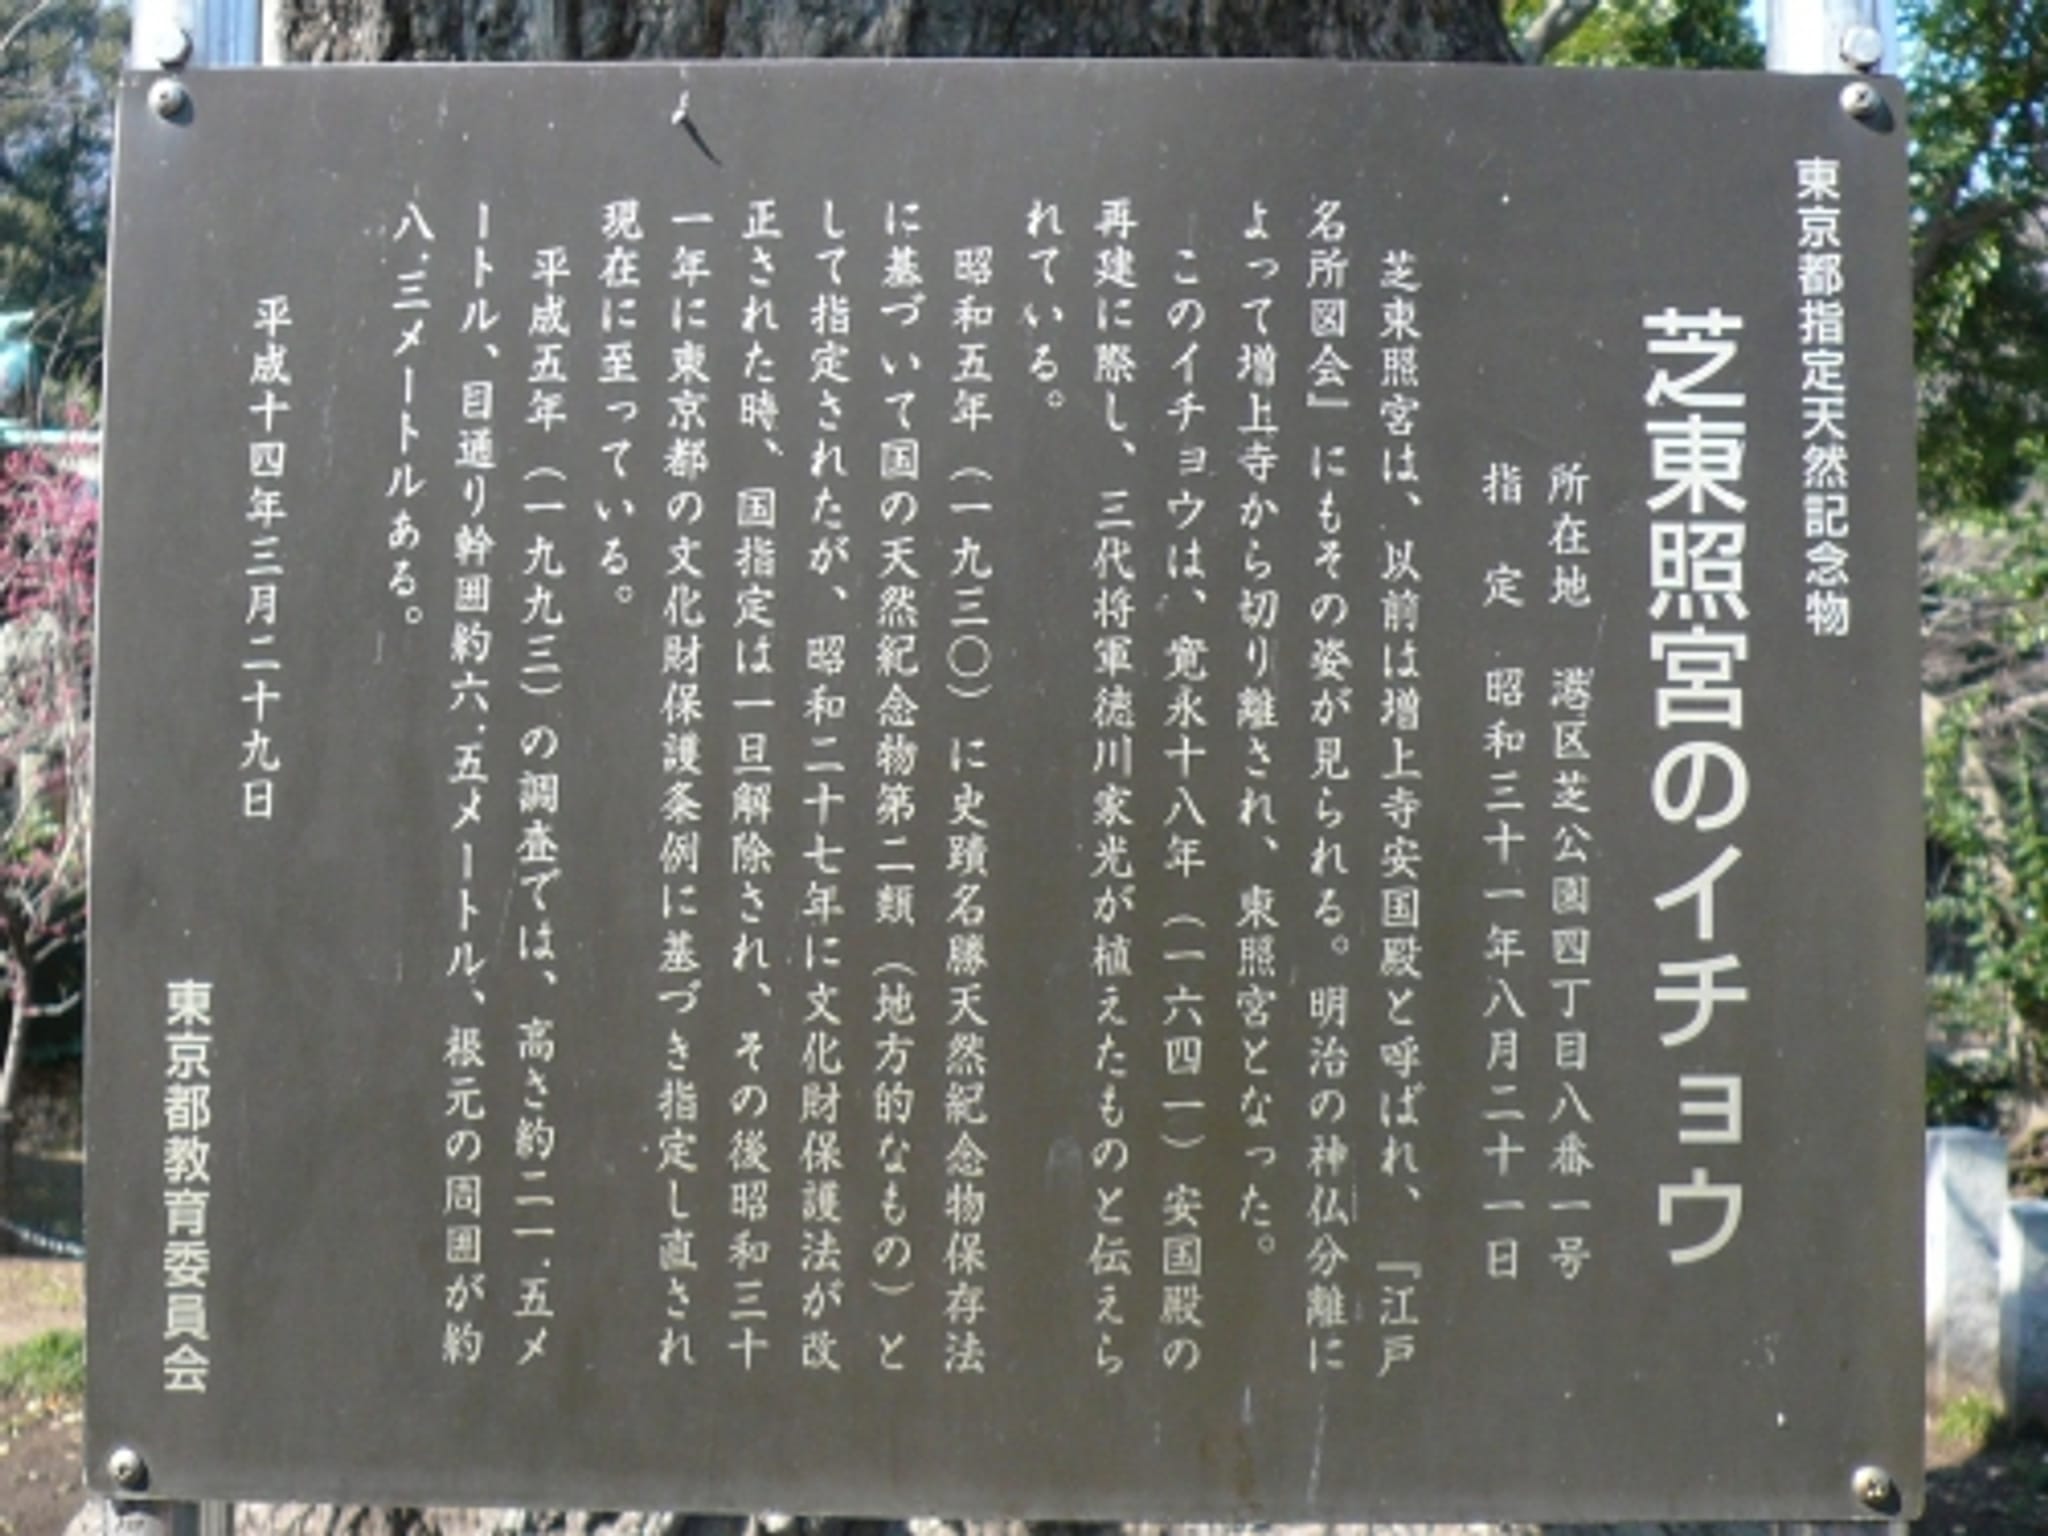 東京都指定天然記念物
芝東照宮のイチョウ
所在地　港区芝公園四丁目八番一号
指　定　昭和三十一年八月二十一日
芝東照宮は、以前は増上寺安国殿と呼ばれ、『江戸
名所図会』にもその姿が見られる。明治の神仏分離に
よって増上寺から切り離され、東照宮となった。
このイチョウは、寛永十八年（一六四一）安国殿の
再建に際し、三代将軍徳川家光が植えたものと伝えら
れている。
昭和五年（一九三〇）に史蹟名勝天然紀念物保存法
に基づいて国の天然紀念物第二類（地方的なもの）と
して指定されたが、昭和二十七年に文化財保護法が改
正された時、国指定は一旦解除され、その後昭和三十
一年に東京都の文化財保護条例に基づき指定し直され
現在に至っている。
平成五年（一九九三）の調査では、高さ約二一.五メ
ートル、目通り幹囲約六.五メートル、根元の周囲が約
八.三メートルある。
平成十四年三月二十九日
東京都教育委員会